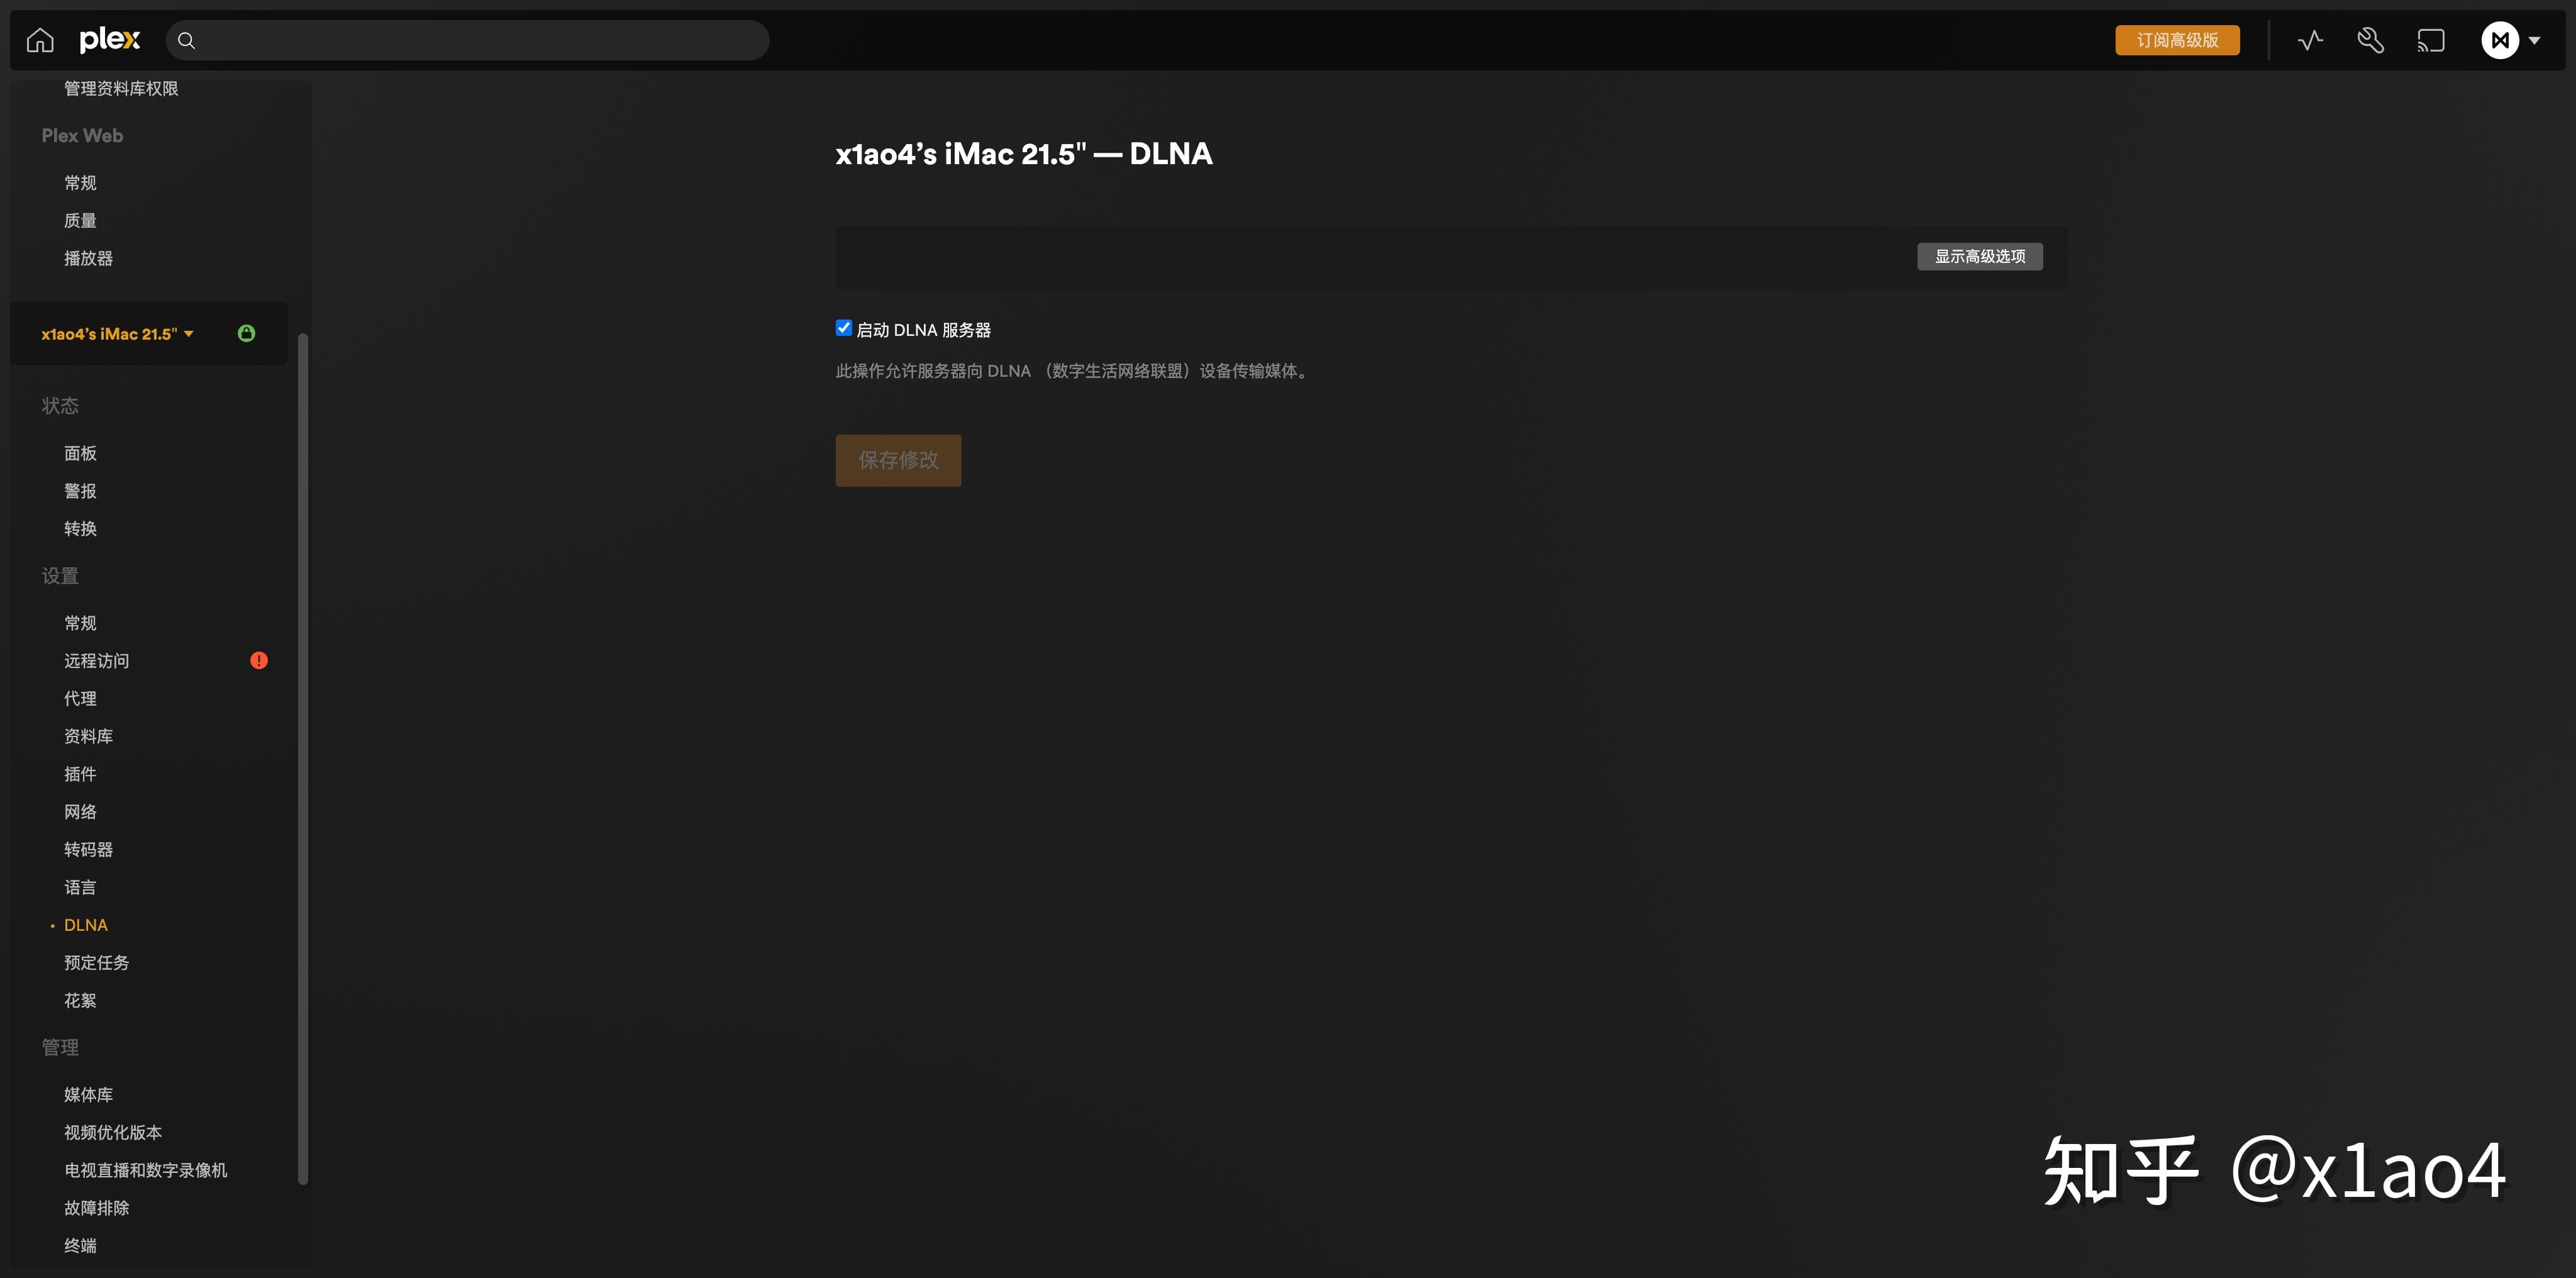 plex
订阅高级版
管理资料库权限
Plex Web
常规
质量
播放器
x1ao4’s iMac 21.5"
状态
面板
警报
转换
设置
常规
远程访问
代理
资料库
插件
网络
转码器
语言
DLNA
预定任务
花絮
管理
媒体库
视频优化版本
电视直播和数字录像机
故障排除
终端
x1ao4’s iMac 21.5" — DLNA
显示高级选项
启动 DLNA 服务器
此操作允许服务器向 DLNA （数字生活网络联盟）设备传输媒体。
保存修改
知乎 @x1ao4